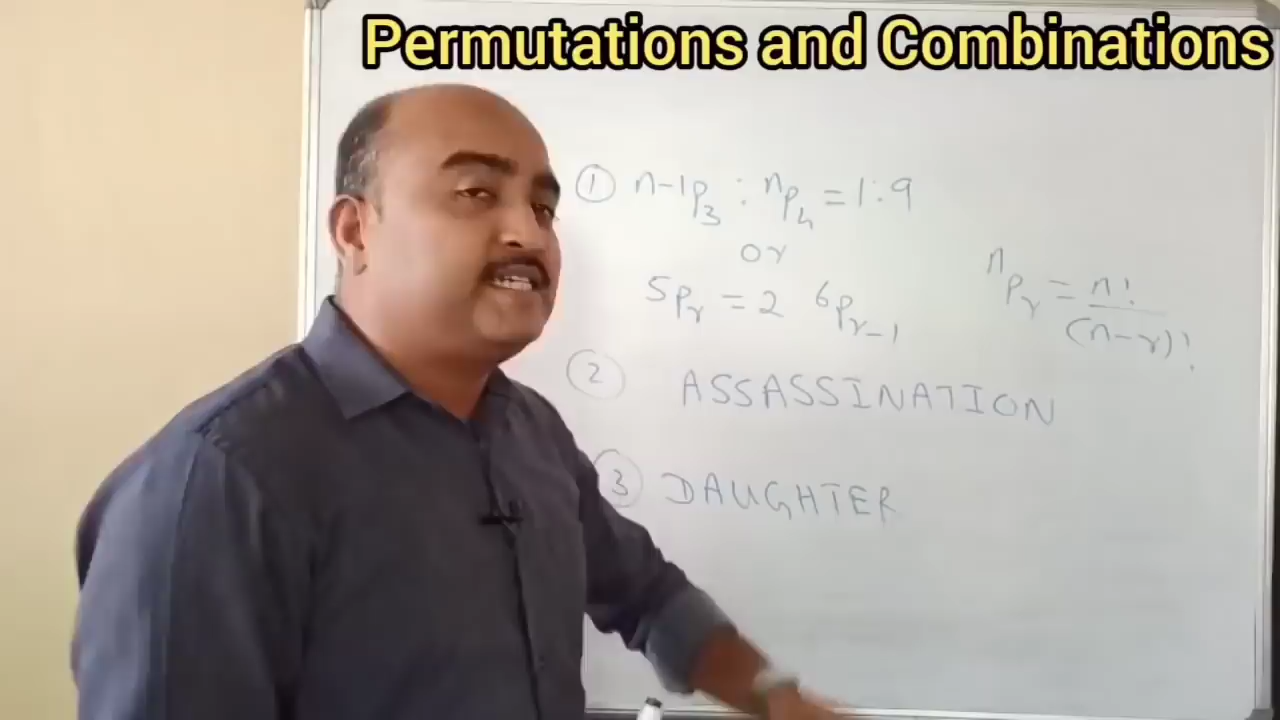 Permutations and Combinations
① n-1P₃ : ⁿP₄ = 1:9
or
⁵Pᵣ = 2 ⁶Pᵣ₋₁
ⁿPᵣ = n!/(n-r)!
② ASSASSINATION
③ DAUGHTER